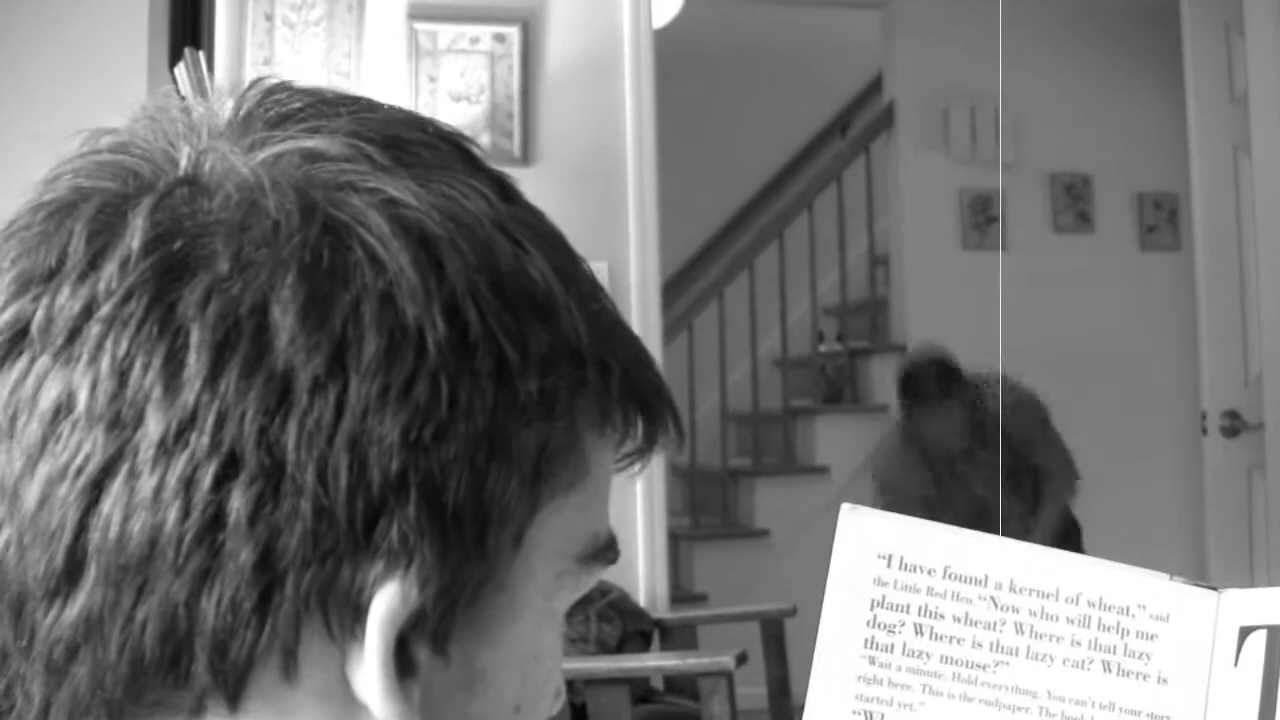 “I have found a kernel of wheat,” said
the Little Red Hen. “Now who will help me
plant this wheat? Where is that lazy
dog? Where is that lazy cat? Where is
that lazy mouse?”
“Wait a minute. Hold everything. You can’t tell your story
right here. This is the endpaper. The book
started yet.”
“Wh
T